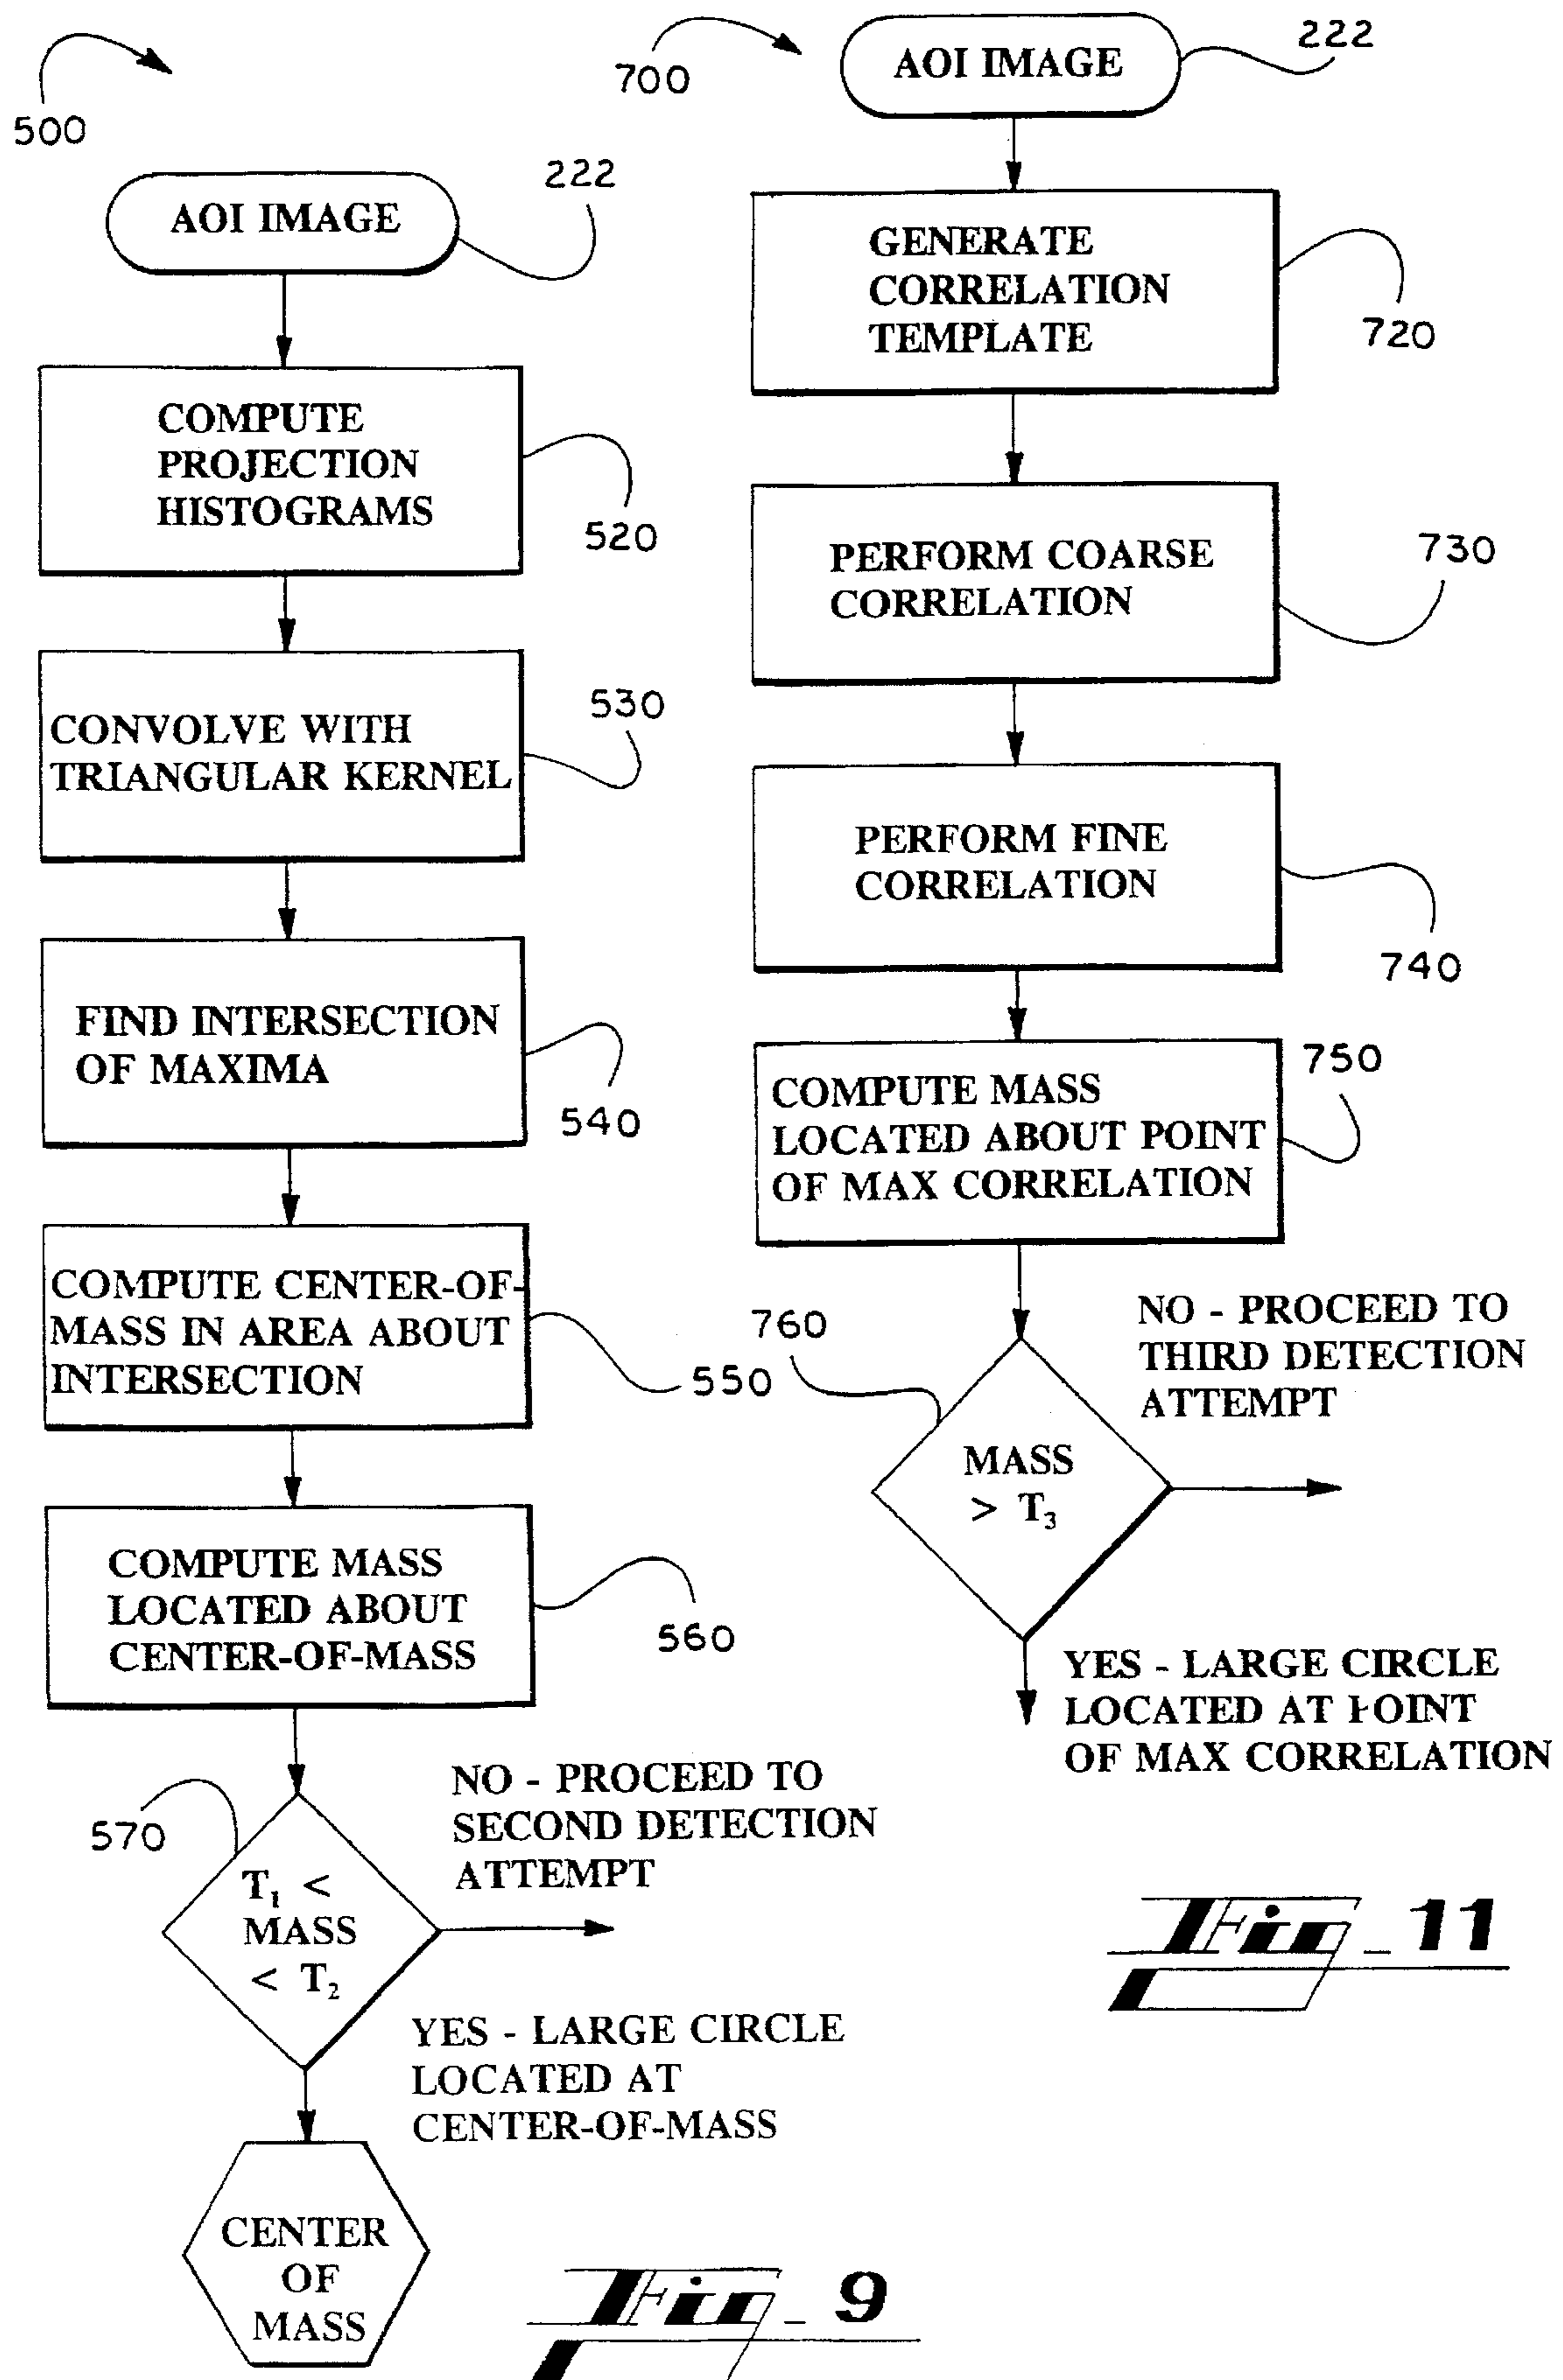 500
222
AOI IMAGE
COMPUTE
PROJECTION
HISTOGRAMS
520
CONVOLVE WITH
TRIANGULAR KERNEL
530
FIND INTERSECTION
OF MAXIMA
540
COMPUTE CENTER-OF-
MASS IN AREA ABOUT
INTERSECTION
550
COMPUTE MASS
LOCATED ABOUT
CENTER-OF-MASS
560
570
T₁ <
MASS
< T₂
NO - PROCEED TO
SECOND DETECTION
ATTEMPT
YES - LARGE CIRCLE
LOCATED AT
CENTER-OF-MASS
CENTER
OF
MASS
Fig_9
700
AOI IMAGE
222
GENERATE
CORRELATION
TEMPLATE
720
PERFORM COARSE
CORRELATION
730
PERFORM FINE
CORRELATION
740
COMPUTE MASS
LOCATED ABOUT POINT
OF MAX CORRELATION
750
760
MASS
> T₃
NO - PROCEED TO
THIRD DETECTION
ATTEMPT
YES - LARGE CIRCLE
LOCATED AT POINT
OF MAX CORRELATION
Fig_11